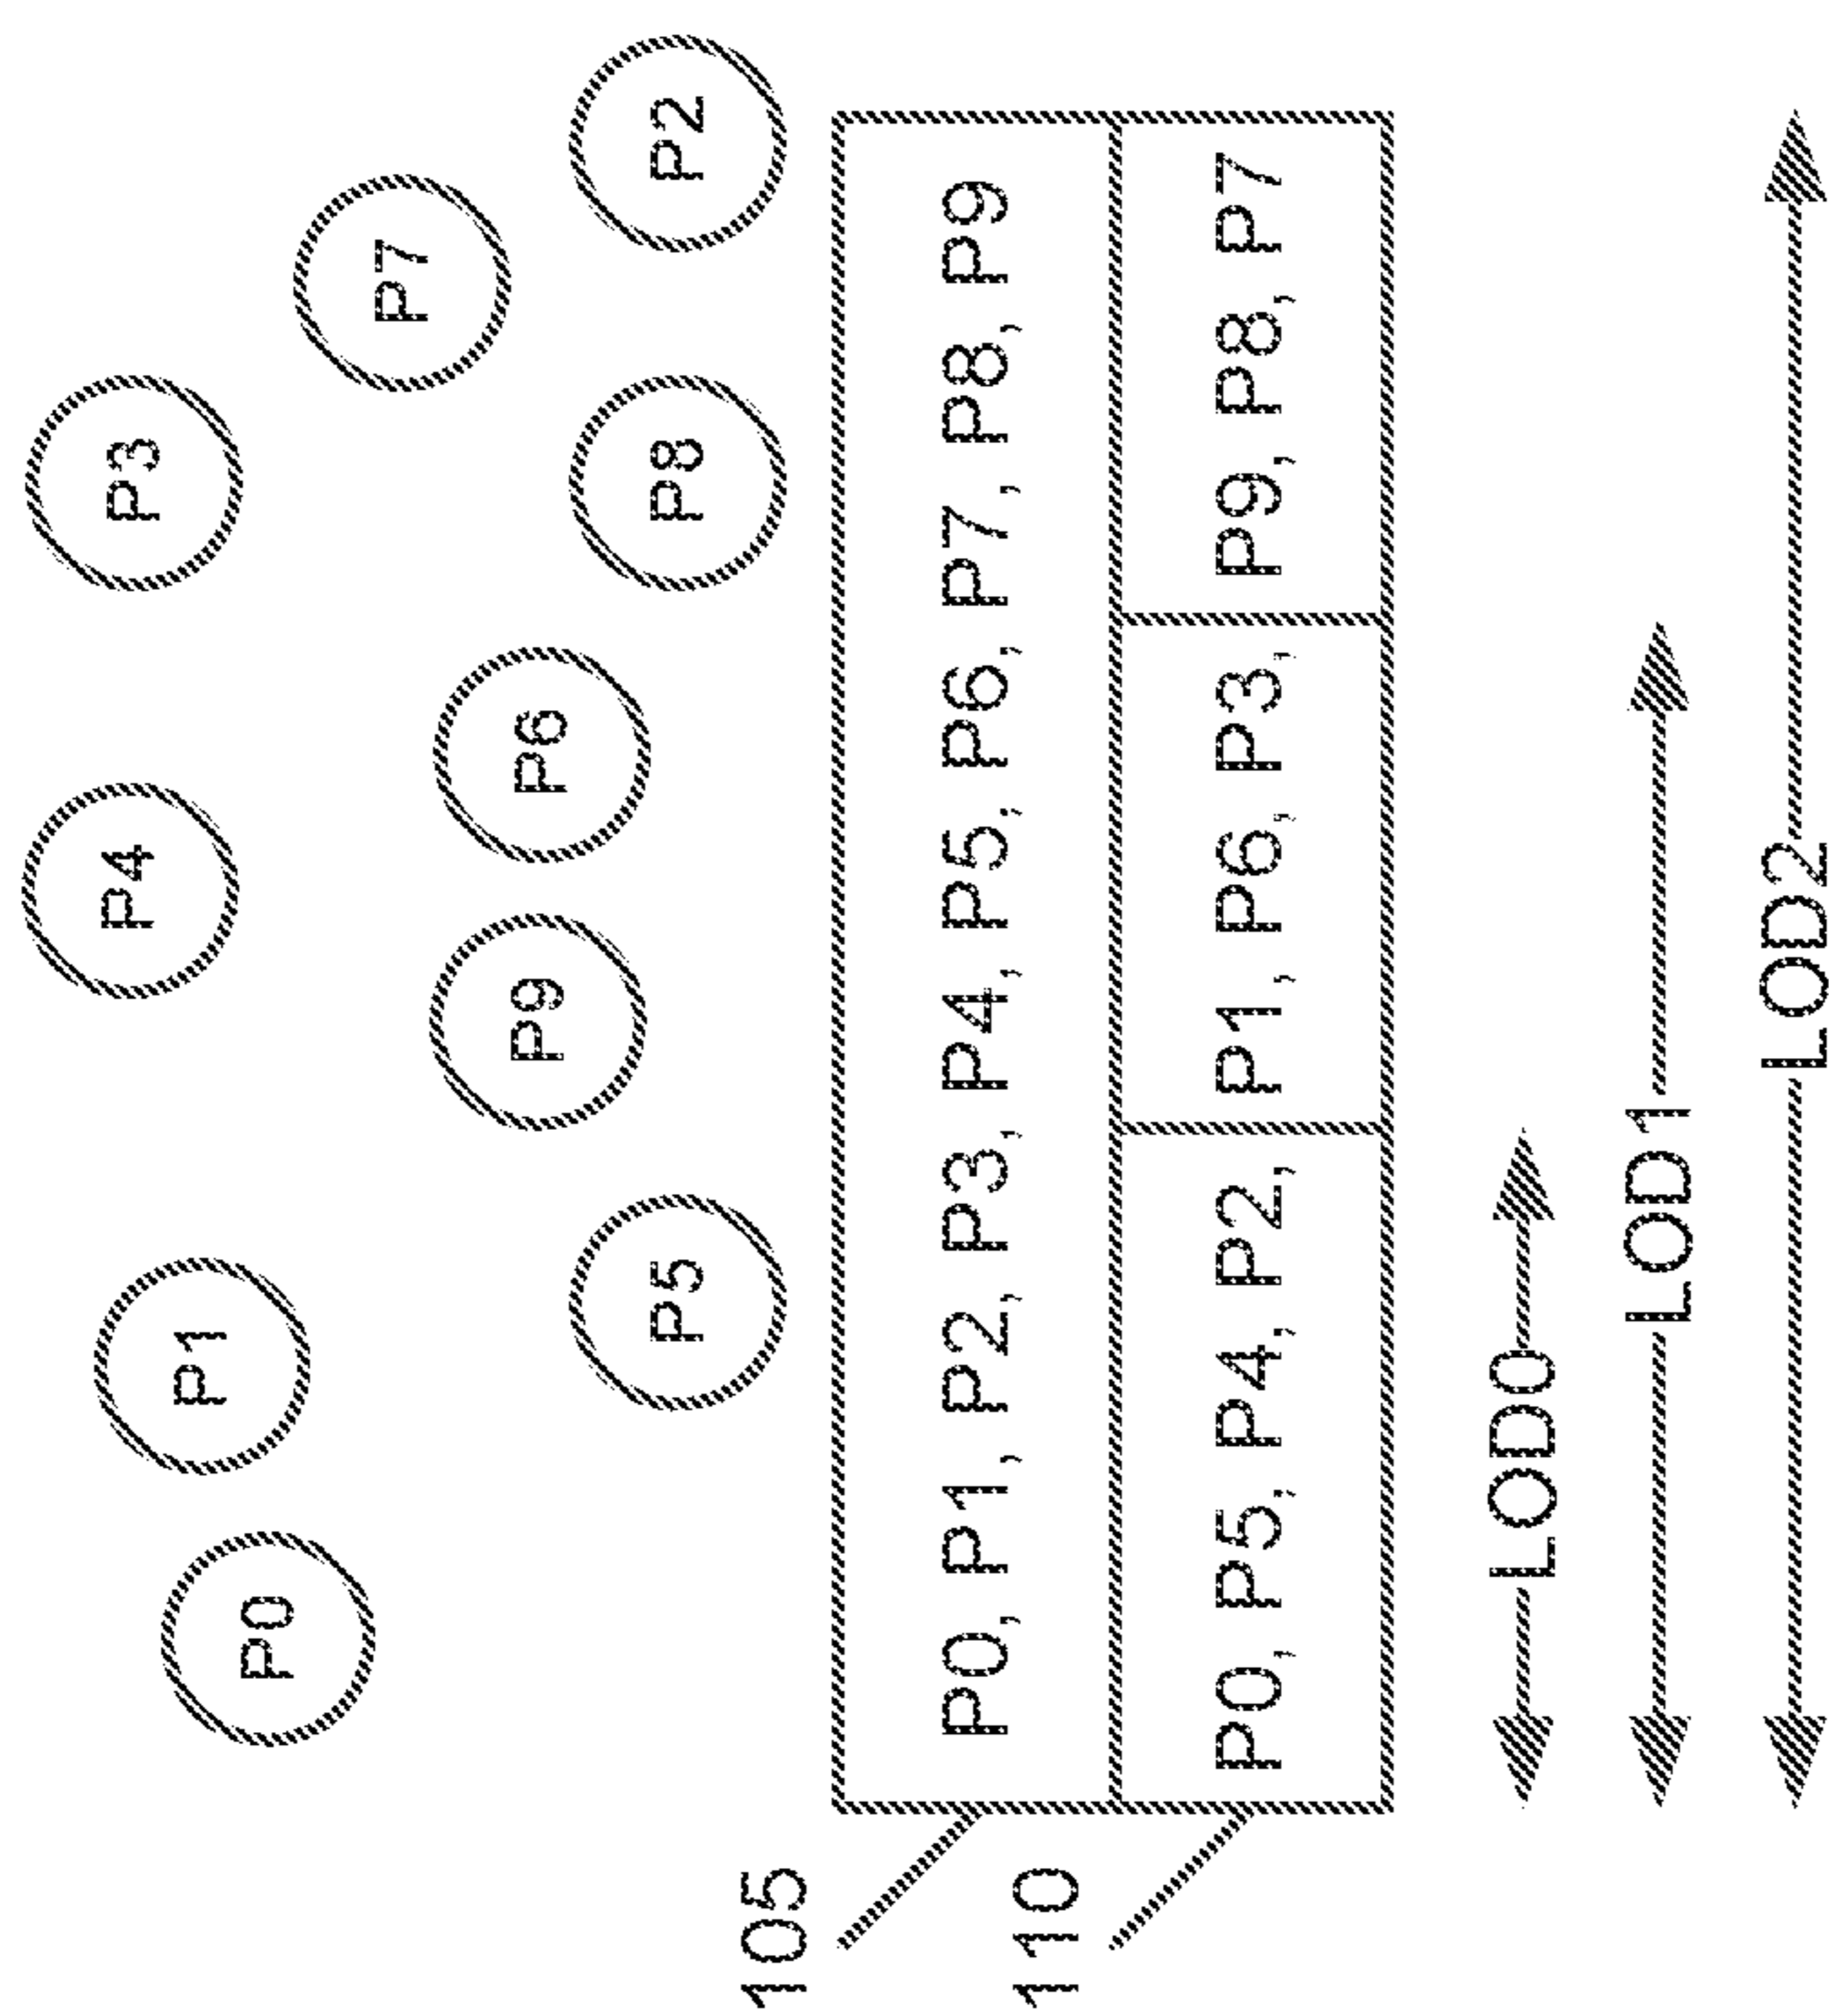 P4
P3
P1
P0
P7
P9
P6
P5
P8
P2
105
P0, P1, P2, P3, P4, P5, P6, P7, P8, P9
110
P0, P5, P4, P2,
P1, P6, P3,
P9, P8, P7
LOD0
LOD1
LOD2